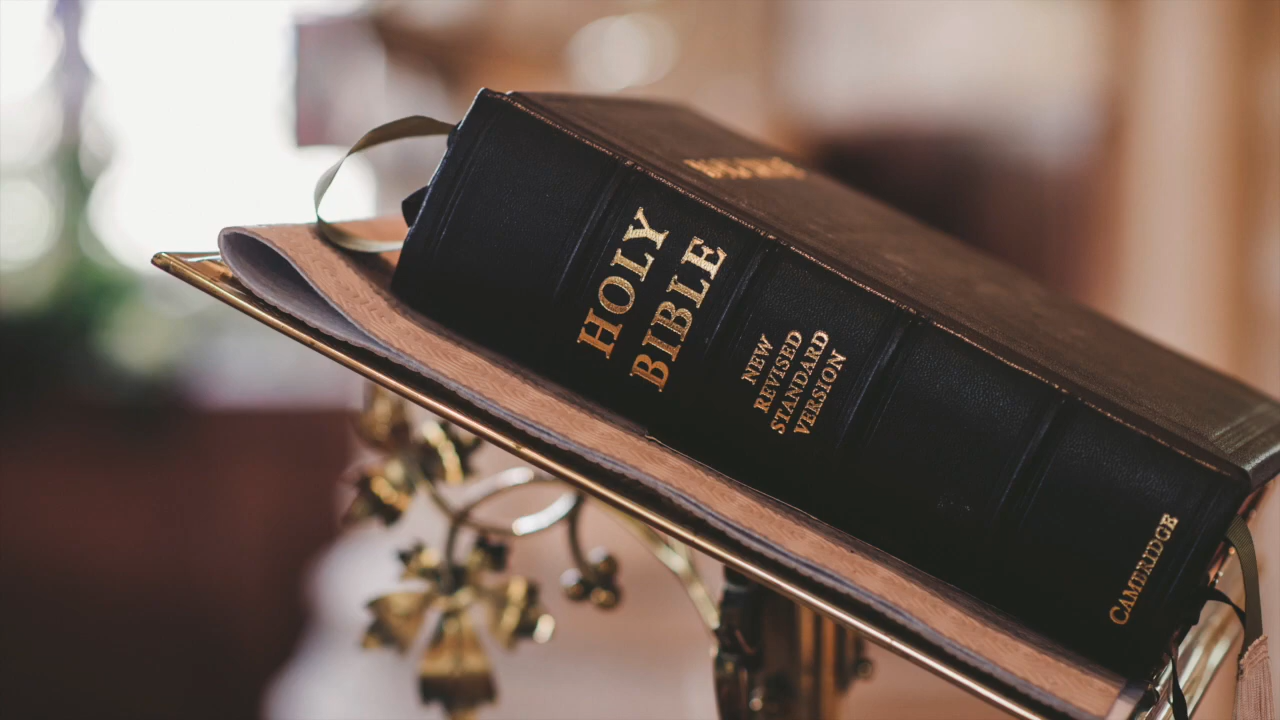 HOLY
BIBLE
NEW
REVISED
STANDARD
VERSION
CAMBRIDGE